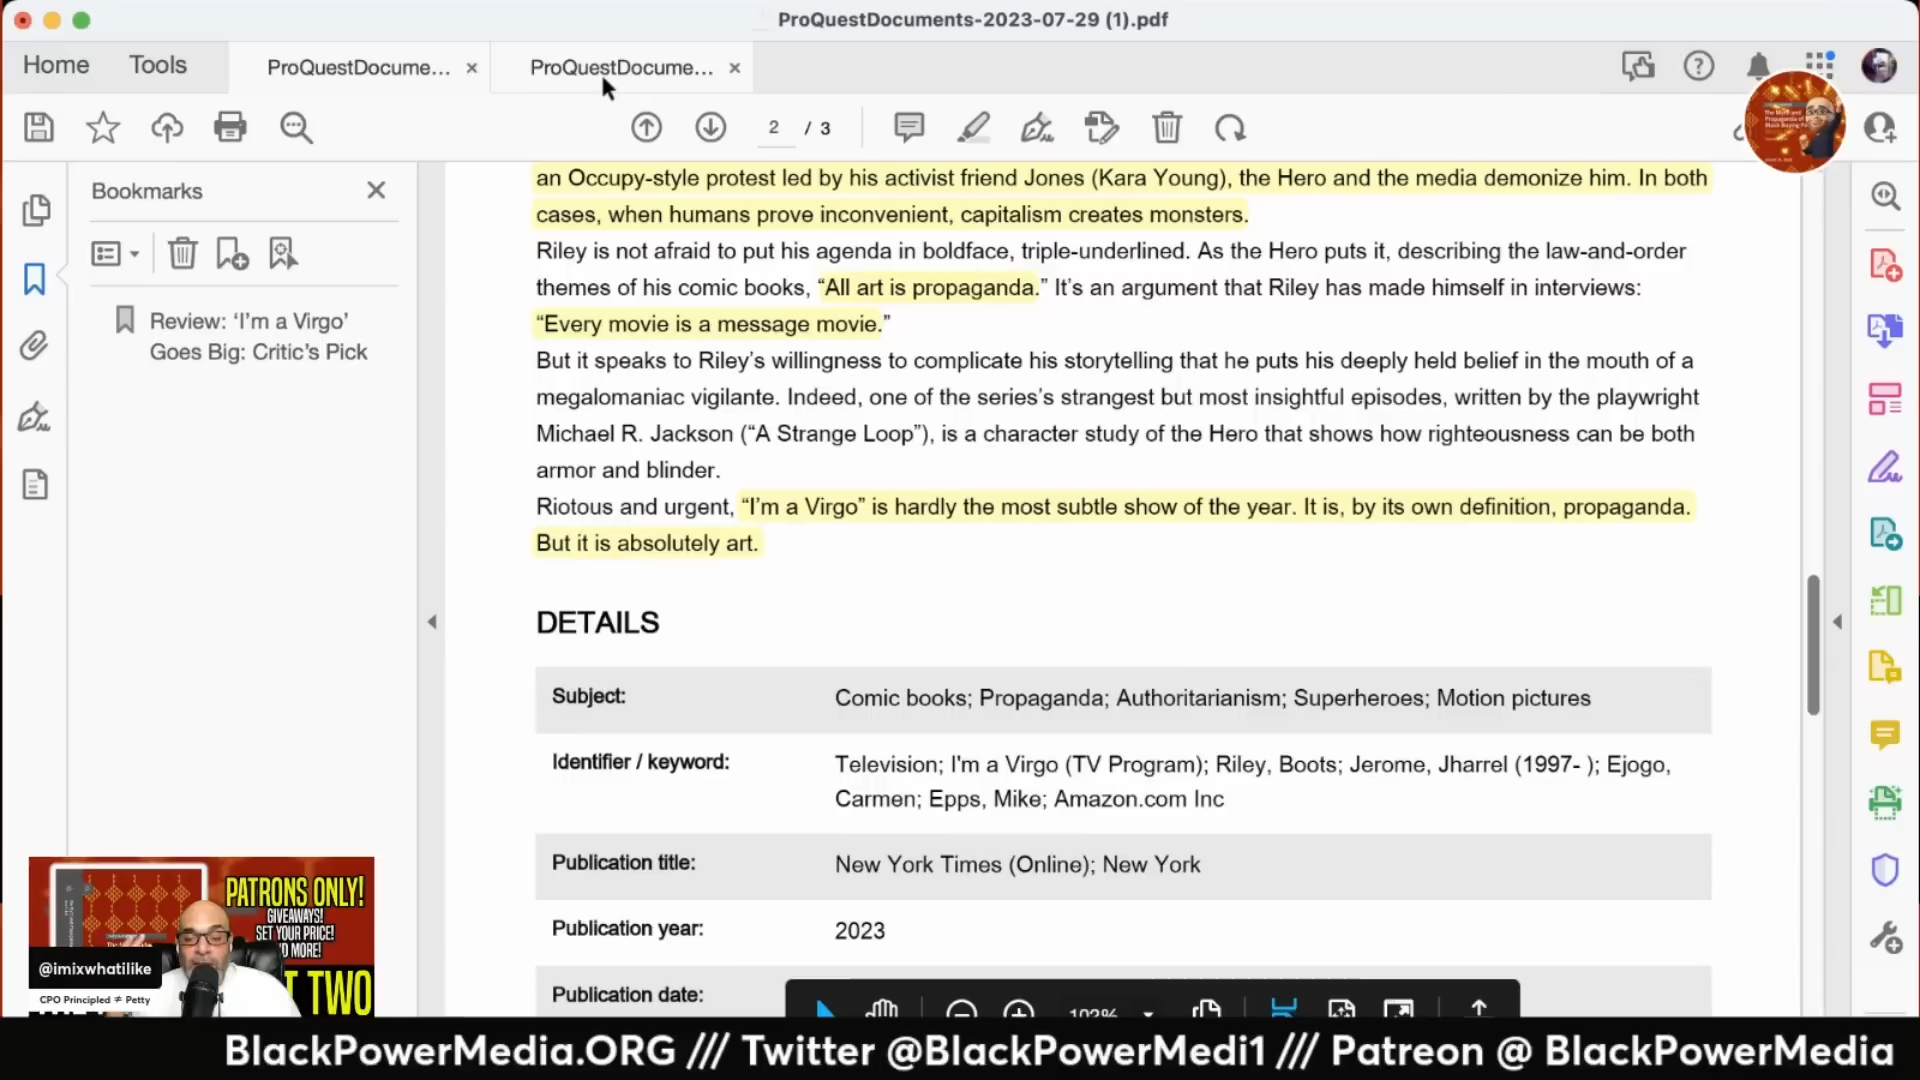 ProQuestDocuments-2023-07-29 (1).pdf
Home
Tools
ProQuestDocume...
ProQuestDocume...
2 / 3
Bookmarks
Review: ‘I’m a Virgo’
Goes Big: Critic’s Pick
an Occupy-style protest led by his activist friend Jones (Kara Young), the Hero and the media demonize him. In both
cases, when humans prove inconvenient, capitalism creates monsters.
Riley is not afraid to put his agenda in boldface, triple-underlined. As the Hero puts it, describing the law-and-order
themes of his comic books, “All art is propaganda.” It’s an argument that Riley has made himself in interviews:
“Every movie is a message movie.”
But it speaks to Riley’s willingness to complicate his storytelling that he puts his deeply held belief in the mouth of a
megalomaniac vigilante. Indeed, one of the series’s strangest but most insightful episodes, written by the playwright
Michael R. Jackson (“A Strange Loop”), is a character study of the Hero that shows how righteousness can be both
armor and blinder.
Riotous and urgent, “I’m a Virgo” is hardly the most subtle show of the year. It is, by its own definition, propaganda.
But it is absolutely art.
DETAILS
Subject: Comic books; Propaganda; Authoritarianism; Superheroes; Motion pictures
Identifier / keyword: Television; I'm a Virgo (TV Program); Riley, Boots; Jerome, Jharrel (1997- ); Ejogo,
Carmen; Epps, Mike; Amazon.com Inc
Publication title: New York Times (Online); New York
Publication year: 2023
Publication date:
102%
PATRONS ONLY!
GIVEAWAYS!
SET YOUR PRICE!
MORE!
TWO
@imixwhatilike
CPO Principled ≠ Petty
BlackPowerMedia.ORG /// Twitter @BlackPowerMedi1 /// Patreon @ BlackPowerMedia